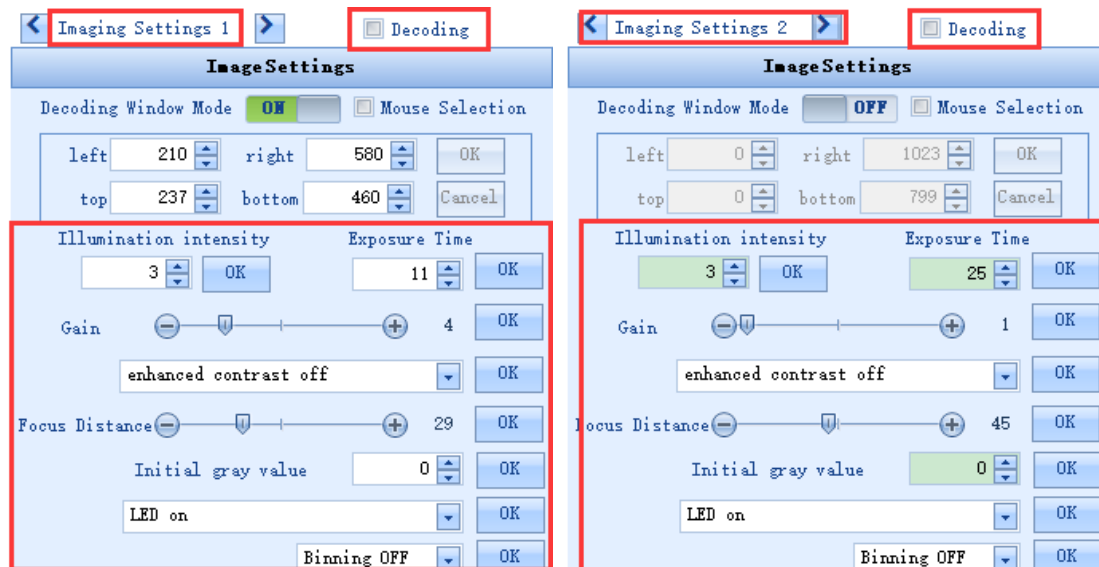 Imaging Settings 1 Decoding
ImageSettings
Decoding Window Mode ON Mouse Selection
left 210 right 580 OK
top 237 bottom 460 Cancel
Illumination intensity Exposure Time
3 OK 11 OK
Gain 4 OK
enhanced contrast off OK
Focus Distance 29 OK
Initial gray value 0 OK
LED on OK
Binning OFF OK
Imaging Settings 2 Decoding
ImageSettings
Decoding Window Mode OFF Mouse Selection
left 0 right 1023 OK
top 0 bottom 799 Cancel
Illumination intensity Exposure Time
3 OK 25 OK
Gain 1 OK
enhanced contrast off OK
ocus Distance 45 OK
Initial gray value 0 OK
LED on OK
Binning OFF OK